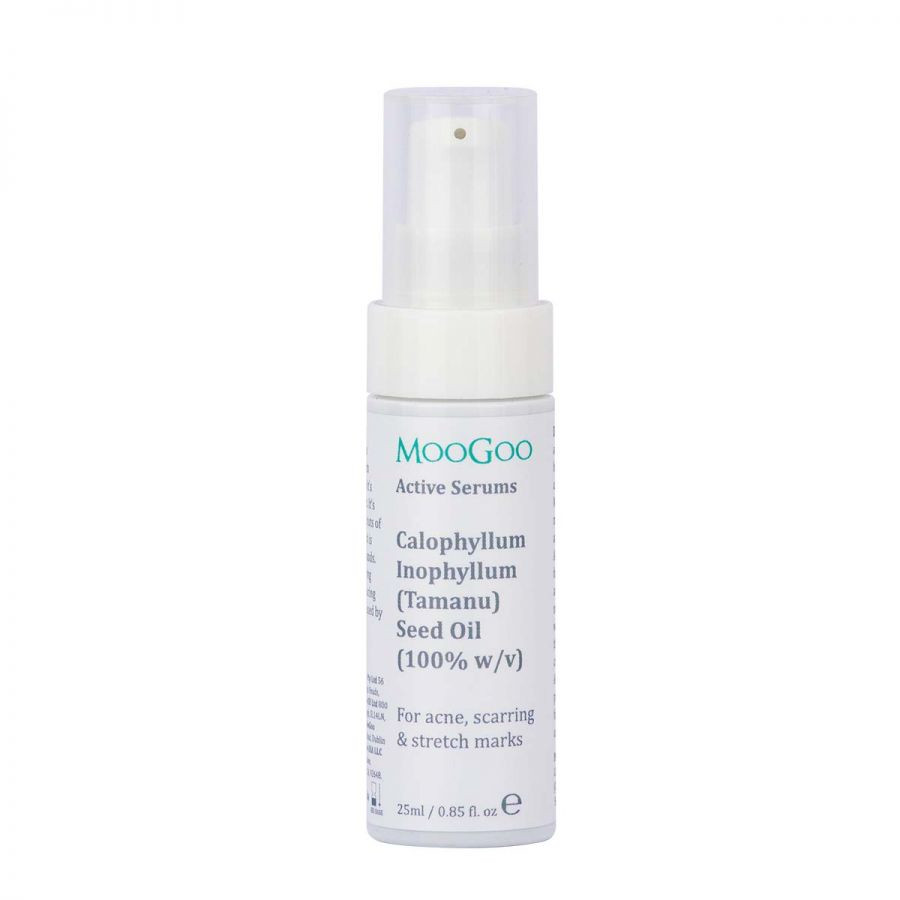 MooGoo
Active Serums
Calophyllum
Inophyllum
(Tamanu)
Seed Oil
(100% w/v)
For acne, scarring
& stretch marks
25ml / 0.85 fl. oz e